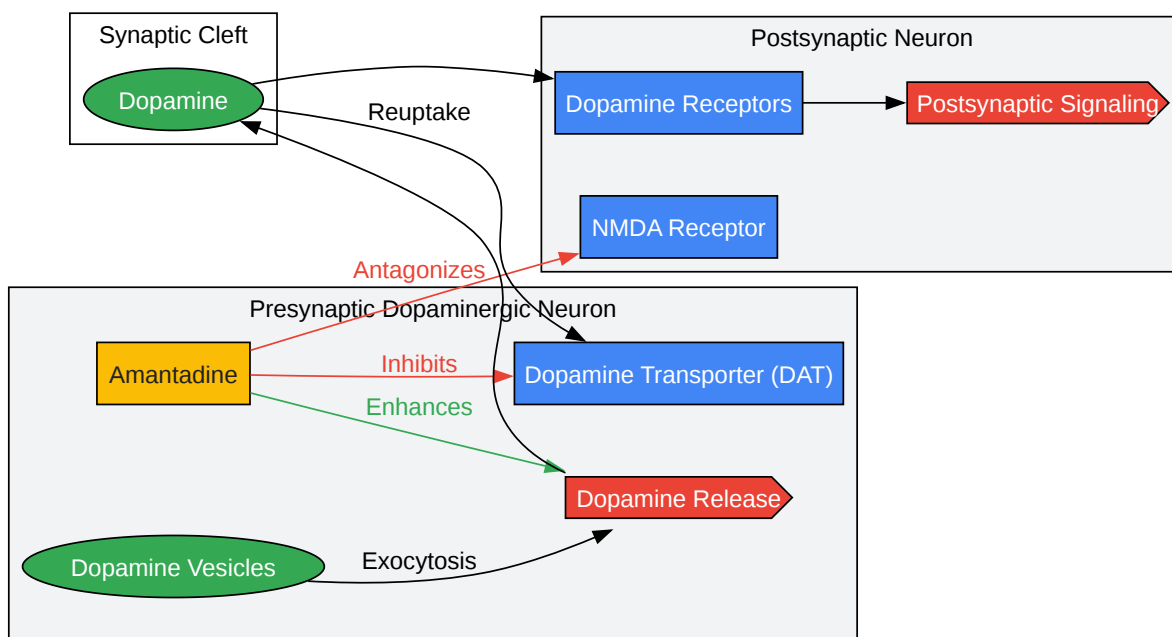 Synaptic Cleft
Dopamine
Postsynaptic Neuron
Dopamine Receptors
Postsynaptic Signaling
Reuptake
NMDA Receptor
Antagonizes
Presynaptic Dopaminergic Neuron
Amantadine
Inhibits
Dopamine Transporter (DAT)
Enhances
Dopamine Release
Dopamine Vesicles
Exocytosis